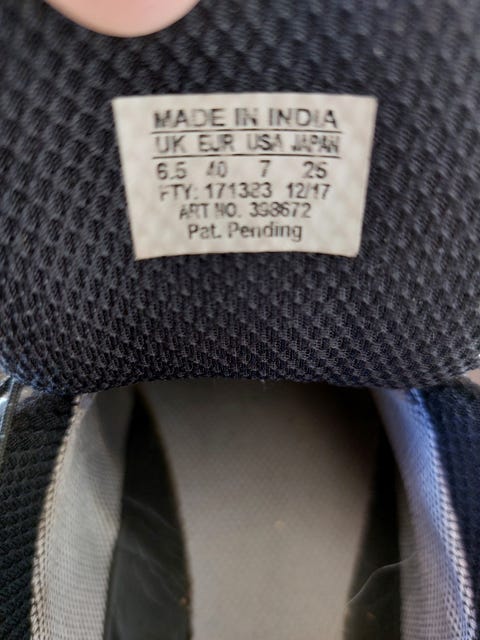 MADE IN INDIA
UK EUR USA JAPAN
6.5 40 7 25
FTY: 171323 12/17
ART NO. 398672
Pat. Pending